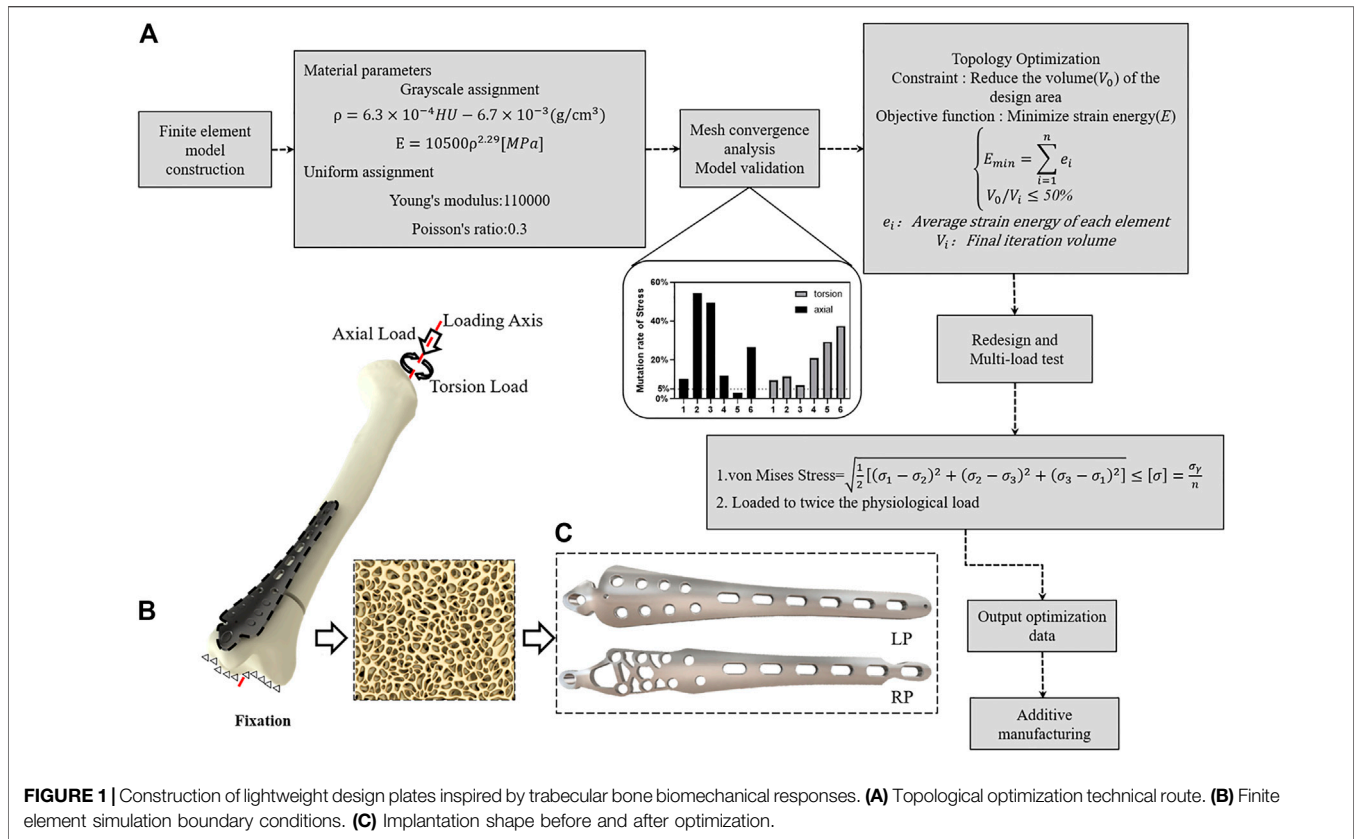 A
Finite element
model
construction
Material parameters
Grayscale assignment
ρ = 6.3 × 10⁻⁴HU − 6.7 × 10⁻³(g/cm³)
E = 10500ρ²·²⁹[MPa]
Uniform assignment
Young's modulus:110000
Poisson's ratio:0.3
Mesh convergence
analysis
Model validation
Topology Optimization
Constraint : Reduce the volume(V₀) of the
design area
Objective function : Minimize strain energy(E)
{E_min = ∑_{i=1}^{n} e_i
V₀/V_i ≤ 50%
e_i: Average strain energy of each element
V_i: Final iteration volume
Mutation rate of Stress
60%
40%
20%
5%
0%
torsion
axial
1 2 3 4 5 6 1 2 3 4 5 6
Redesign and
Multi-load test
1.von Mises Stress=√(½[(σ₁ − σ₂)² + (σ₂ − σ₃)² + (σ₃ − σ₁)²]) ≤ [σ] = σ_γ/n
2. Loaded to twice the physiological load
Output optimization
data
Additive
manufacturing
B
Axial Load
Loading Axis
Torsion Load
Fixation
C
LP
RP
FIGURE 1 | Construction of lightweight design plates inspired by trabecular bone biomechanical responses. (A) Topological optimization technical route. (B) Finite
element simulation boundary conditions. (C) Implantation shape before and after optimization.